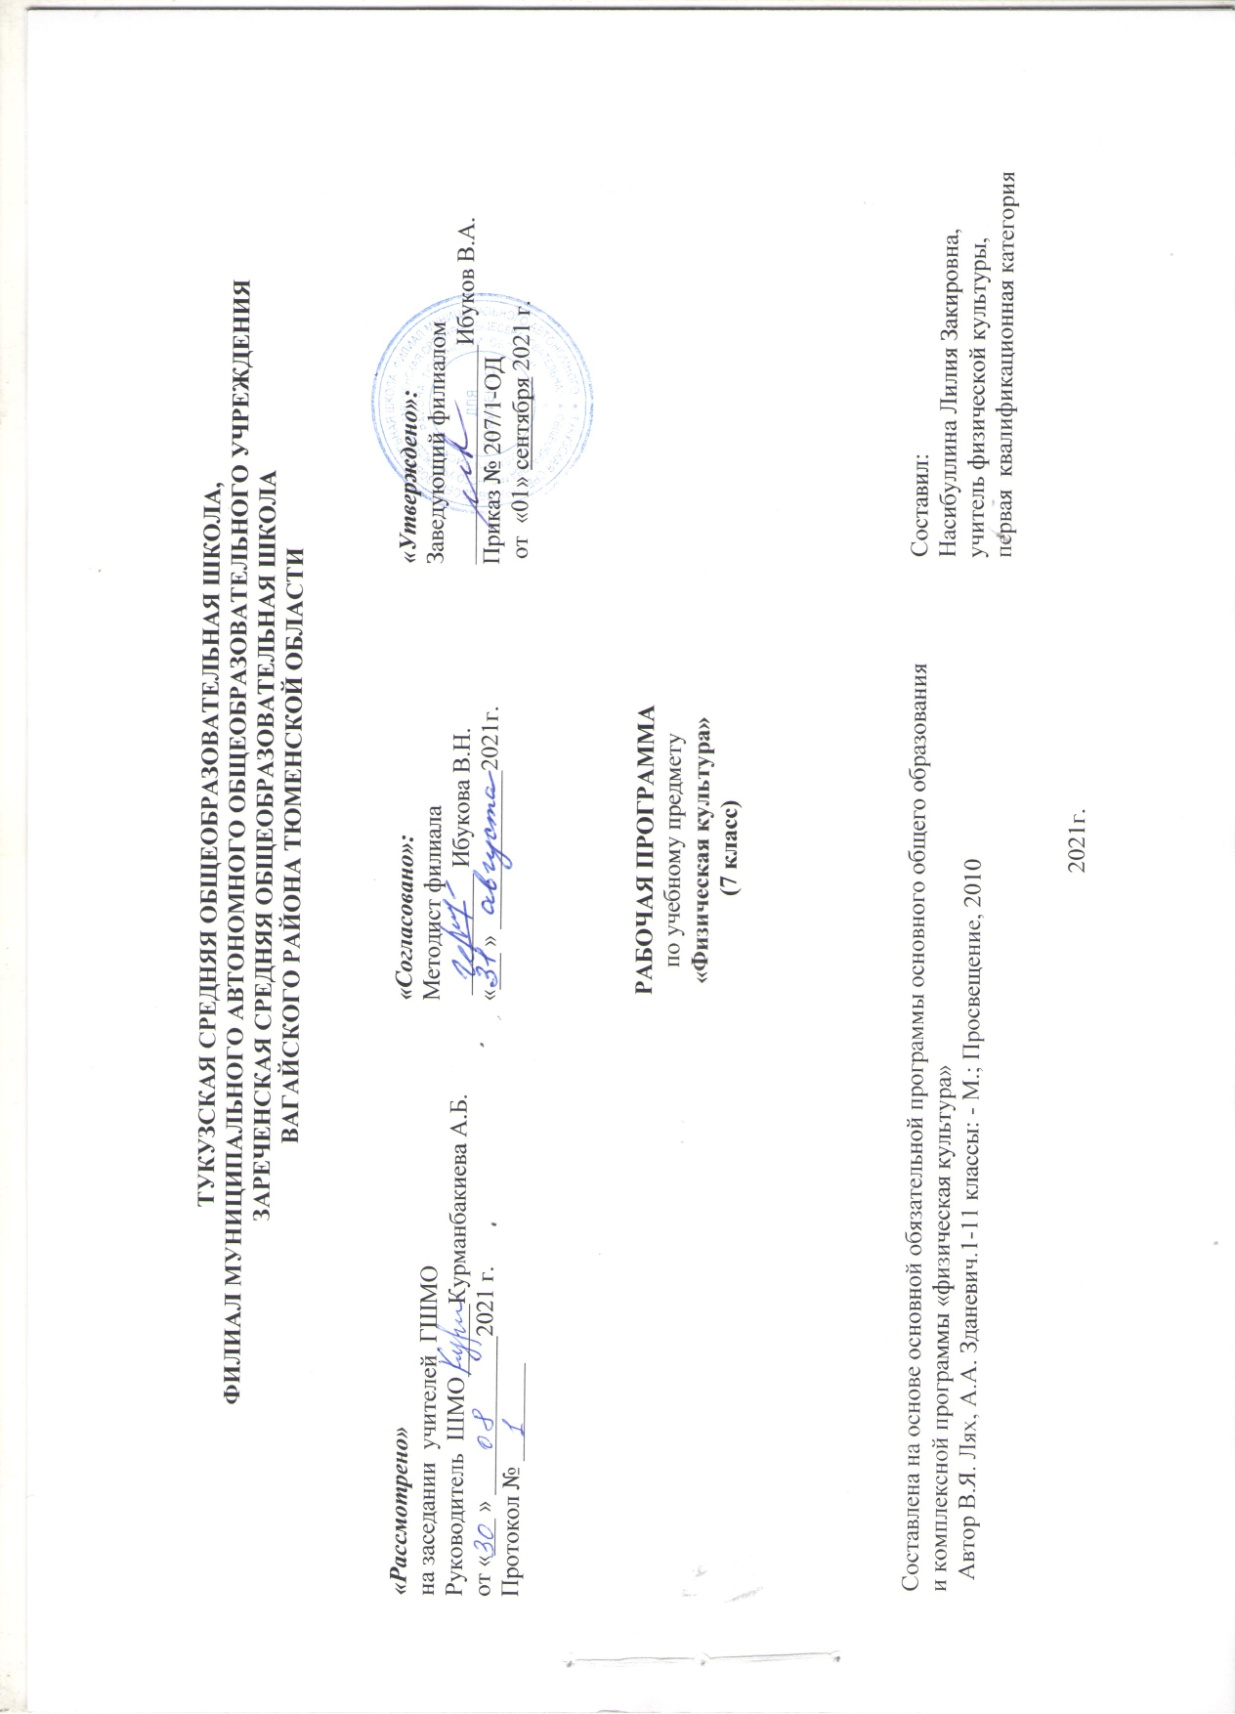 ТУКУЗСКАЯ СРЕДНЯЯ ОБЩЕОБРАЗОВАТЕЛЬНАЯ ШКОЛА,
ФИЛИАЛ МУНИЦИПАЛЬНОГО АВТОНОМНОГО ОБЩЕОБРАЗОВАТЕЛЬНОГО УЧРЕЖДЕНИЯ
ЗАРЕЧЕНСКАЯ СРЕДНЯЯ ОБЩЕОБРАЗОВАТЕЛЬНАЯ ШКОЛА
ВАГАЙСКОГО РАЙОНА ТЮМЕНСКОЙ ОБЛАСТИ
«Рассмотрено»
на заседании учителей ГШМО
Руководитель ШМО Курманбакиева А.Б.
от «30» 08 2021 г.
Протокол № 1
«Согласовано»:
Методист филиала
Ибукова В.Н.
«31» августа 2021г.
«Утверждено»:
Заведующий филиалом
Ибуков В.А.
Приказ № 207/1-ОД
от «01» сентября 2021 г.
РАБОЧАЯ ПРОГРАММА
по учебному предмету
«Физическая культура»
(7 класс)
Составлена на основе основной обязательной программы основного общего образования
и комплексной программы «физическая культура»
Автор В.Я. Лях, А.А. Зданевич.1-11 классы: - М.; Просвещение, 2010
Составил:
Насибуллина Лилия Закировна,
учитель физической культуры,
первая квалификационная категория
2021г.